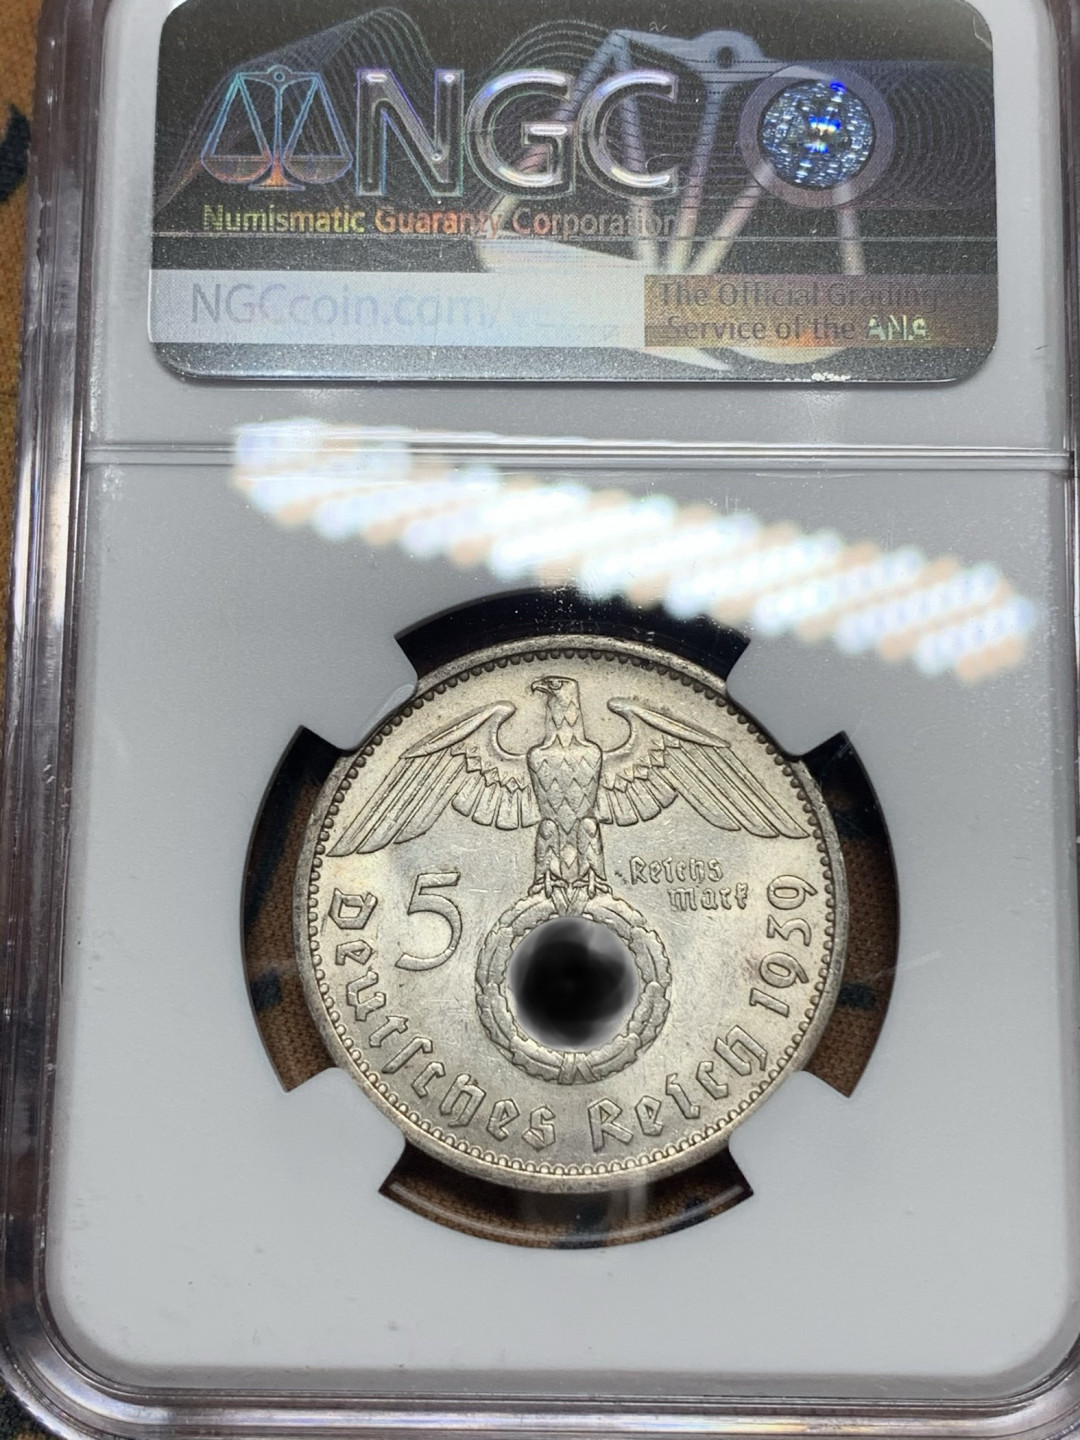 NGC
Numismatic Guaranty Corporation
NGCcoin.com/
The Official Grading
Service of the ANA
5
Reichs
mark
Deutsches Reich 1939